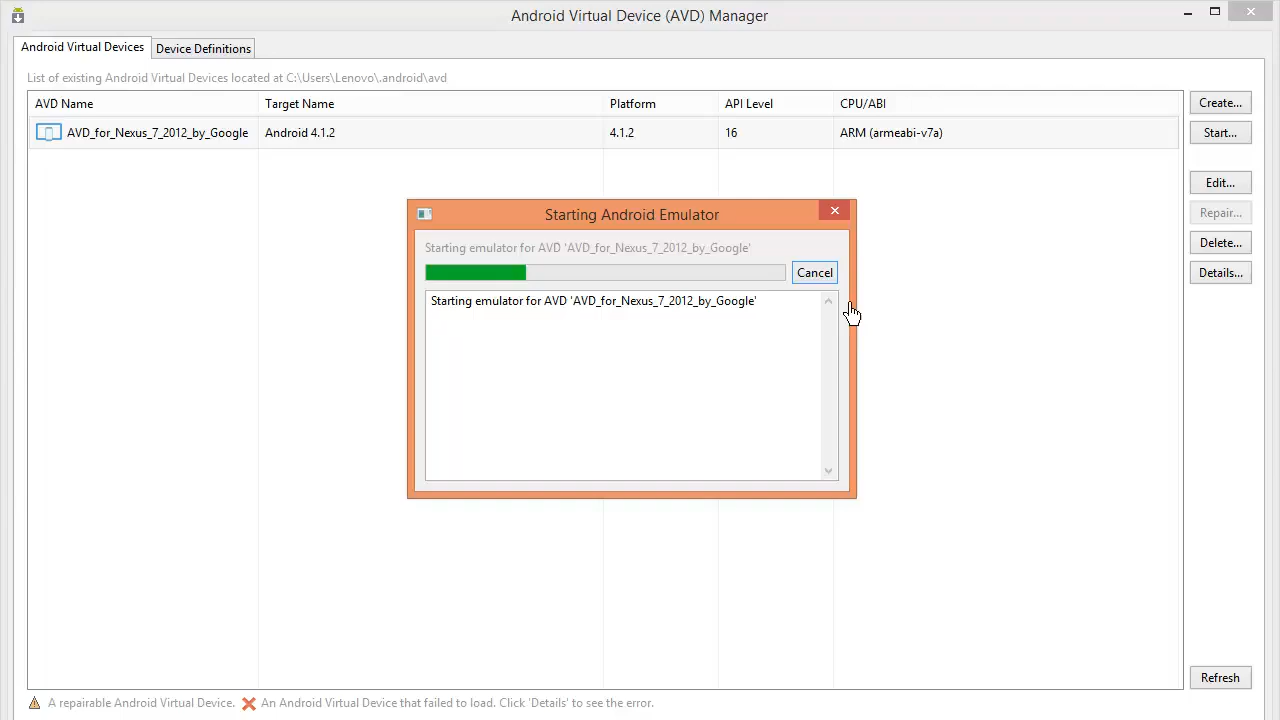 Android Virtual Device (AVD) Manager
Android Virtual Devices
Device Definitions
List of existing Android Virtual Devices located at C:\Users\Lenovo\.android\avd
AVD Name Target Name Platform API Level CPU/ABI
AVD_for_Nexus_7_2012_by_Google Android 4.1.2 4.1.2 16 ARM (armeabi-v7a)
Create...
Start...
Edit...
Repair...
Delete...
Details...
Starting Android Emulator
Starting emulator for AVD 'AVD_for_Nexus_7_2012_by_Google'
Cancel
Starting emulator for AVD 'AVD_for_Nexus_7_2012_by_Google'
Refresh
A repairable Android Virtual Device. An Android Virtual Device that failed to load. Click 'Details' to see the error.